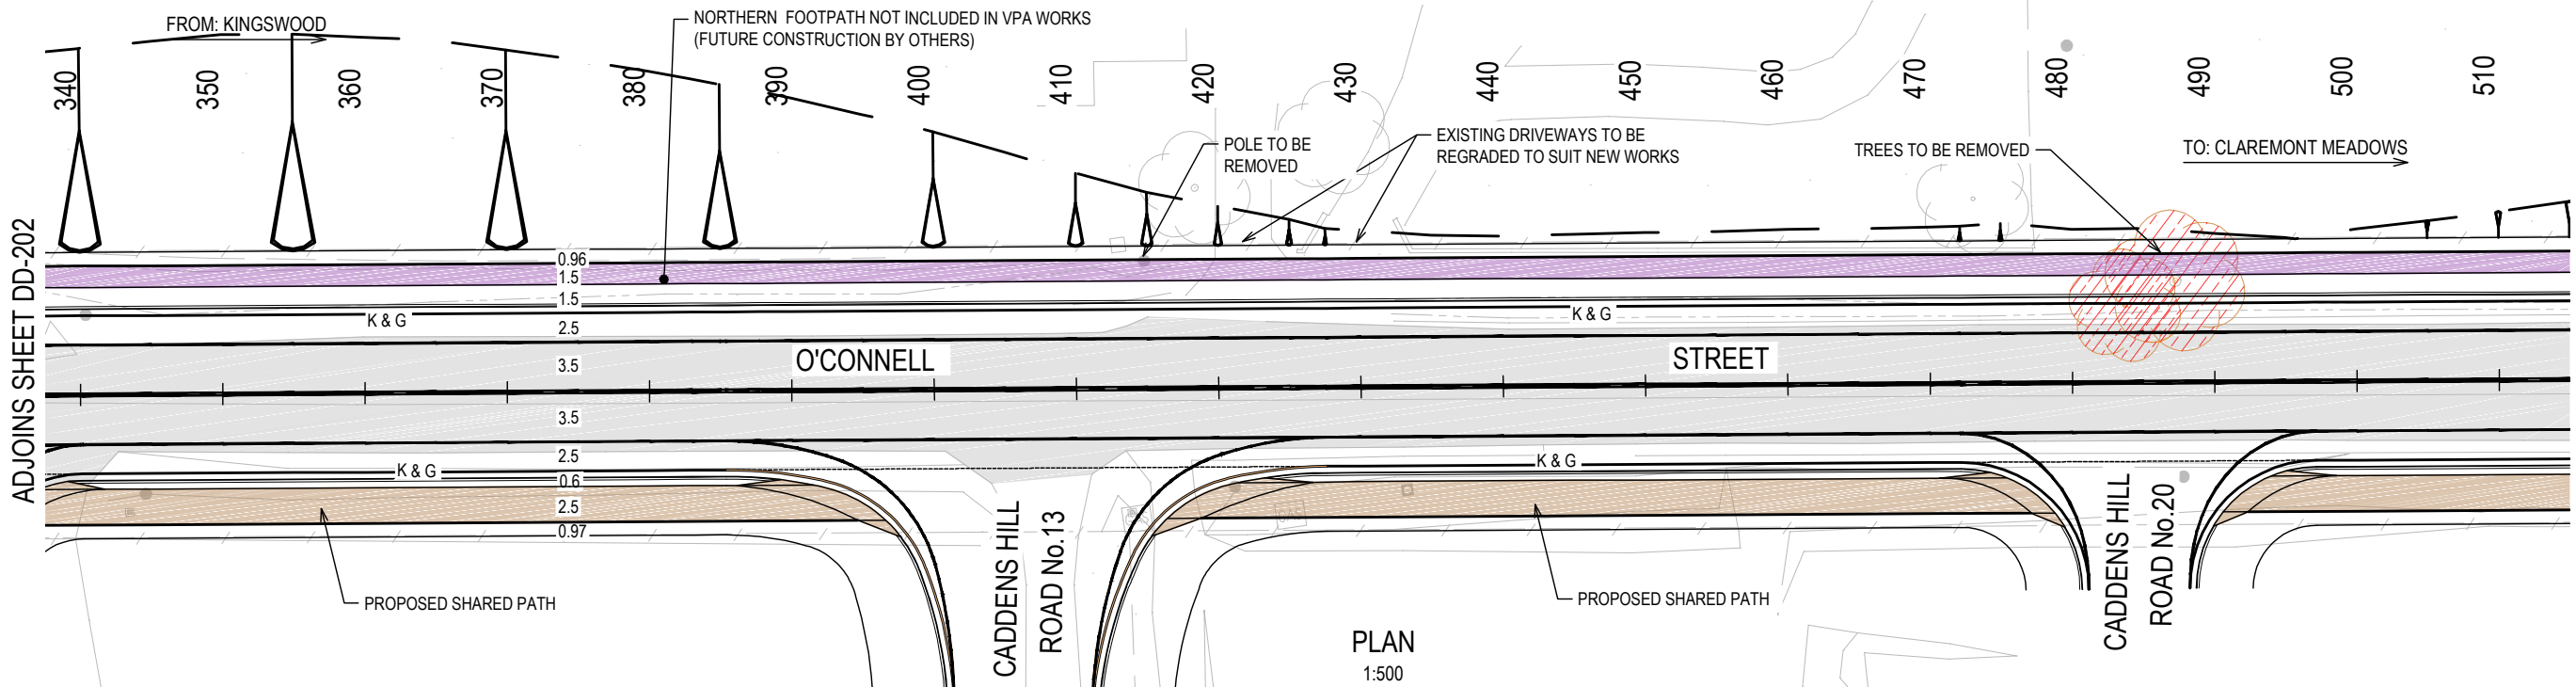 FROM: KINGSWOOD
NORTHERN FOOTPATH NOT INCLUDED IN VPA WORKS
(FUTURE CONSTRUCTION BY OTHERS)
340
350
360
370
380
390
400
410
420
430
440
450
460
470
480
490
500
510
POLE TO BE
REMOVED
EXISTING DRIVEWAYS TO BE
REGRADED TO SUIT NEW WORKS
TREES TO BE REMOVED
TO: CLAREMONT MEADOWS
ADJOINS SHEET DD-202
0.96
1.5
1.5
K & G
2.5
K & G
3.5
O'CONNELL
STREET
3.5
2.5
K & G
K & G
0.6
2.5
0.97
PROPOSED SHARED PATH
CADDENS HILL
ROAD No.13
PROPOSED SHARED PATH
CADDENS HILL
ROAD No.20
PLAN
1:500